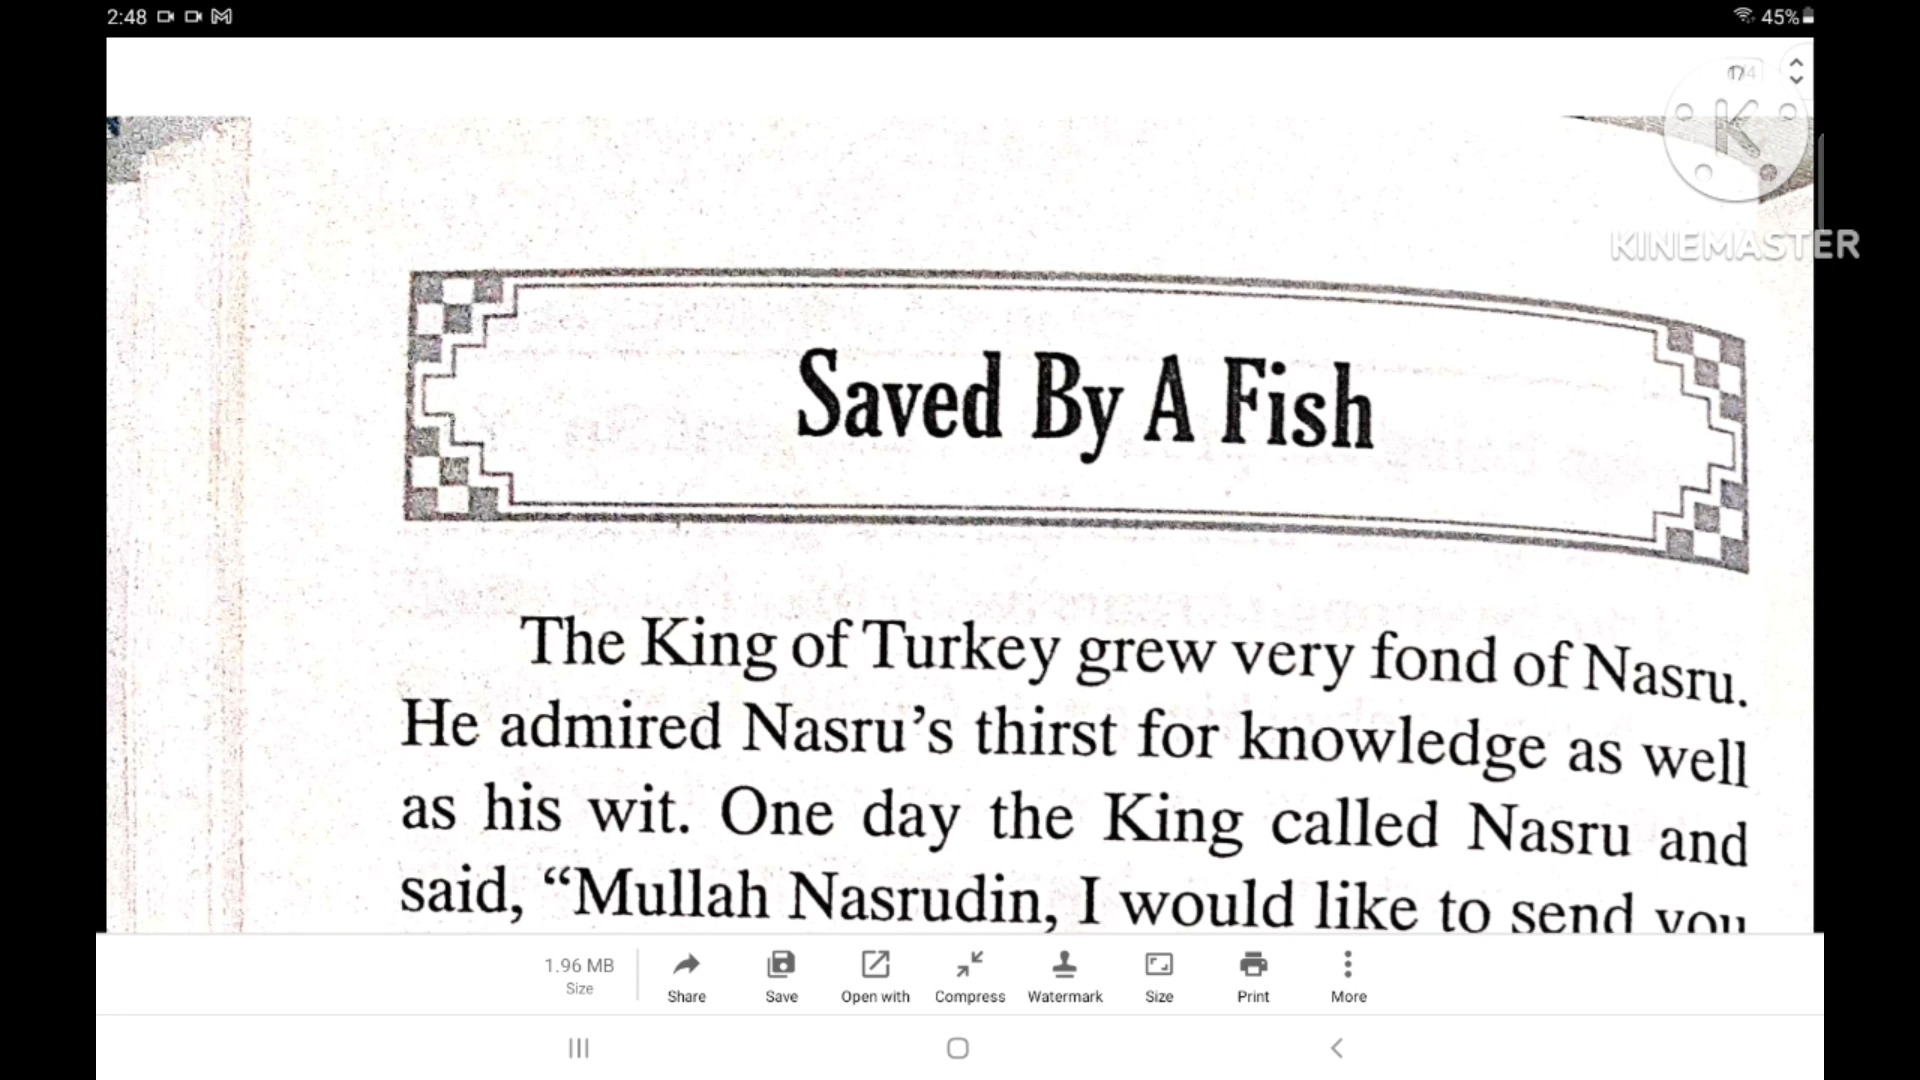 2:48
45%
KINEMASTER
Saved By A Fish
The King of Turkey grew very fond of Nasru.
He admired Nasru's thirst for knowledge as well
as his wit. One day the King called Nasru and
said, “Mullah Nasrudin, I would like to send you
1.96 MB
Size
Share
Save
Open with
Compress
Watermark
Size
Print
More